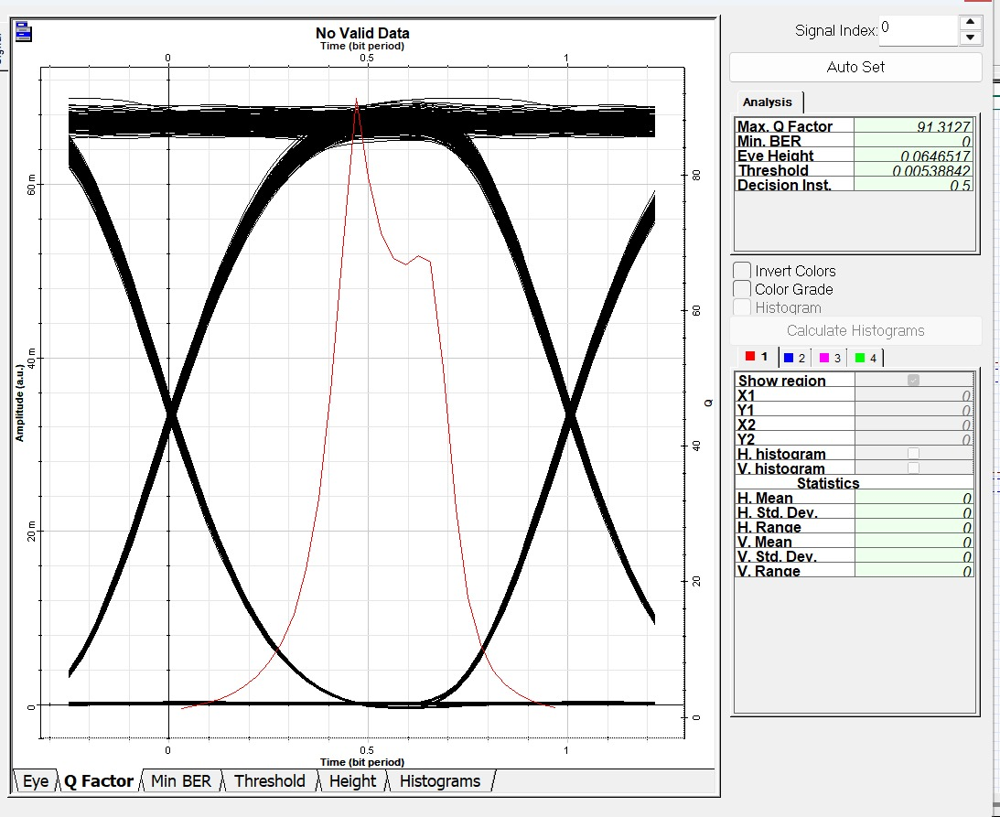 No Valid Data
Time (bit period)
0 0.5 1
Amplitude (a.u.)
60 m
40 m
20 m
0
Q
80
60
40
20
0
0 0.5 1
Time (bit period)
Eye Q Factor Min BER Threshold Height Histograms
Signal Index: 0
Auto Set
Analysis
Max. Q Factor 91.3127
Min. BER 0
Eye Height 0.0646517
Threshold 0.00538842
Decision Inst. 0.5
Invert Colors
Color Grade
Histogram
Calculate Histograms
1 2 3 4
Show region
X1 0
Y1 0
X2 0
Y2 0
H. histogram
V. histogram
Statistics
H. Mean 0
H. Std. Dev. 0
H. Range 0
V. Mean 0
V. Std. Dev. 0
V. Range 0